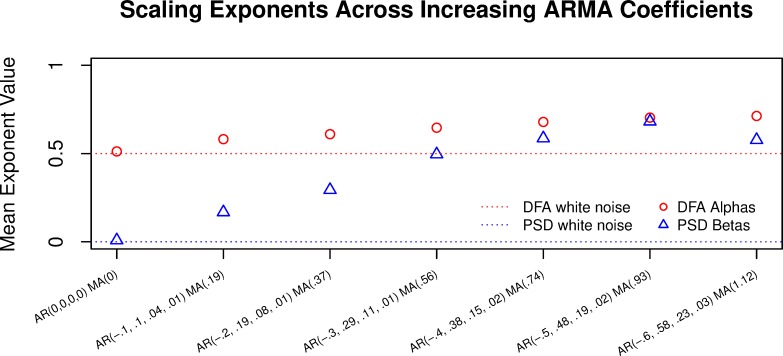 Scaling Exponents Across Increasing ARMA Coefficients
Mean Exponent Value
1
0.5
0
DFA white noise
PSD white noise
DFA Alphas
PSD Betas
AR(0,0,0,0) MA(0)
AR(−.1, .1, .04, .01) MA(.19)
AR(−.2, .19, .08, .01) MA(.37)
AR(−.3, .29, .11, .01) MA(.56)
AR(−.4, .38, .15, .02) MA(.74)
AR(−.5, .48, .19, .02) MA(.93)
AR(−.6, .58, .23, .03) MA(1.12)